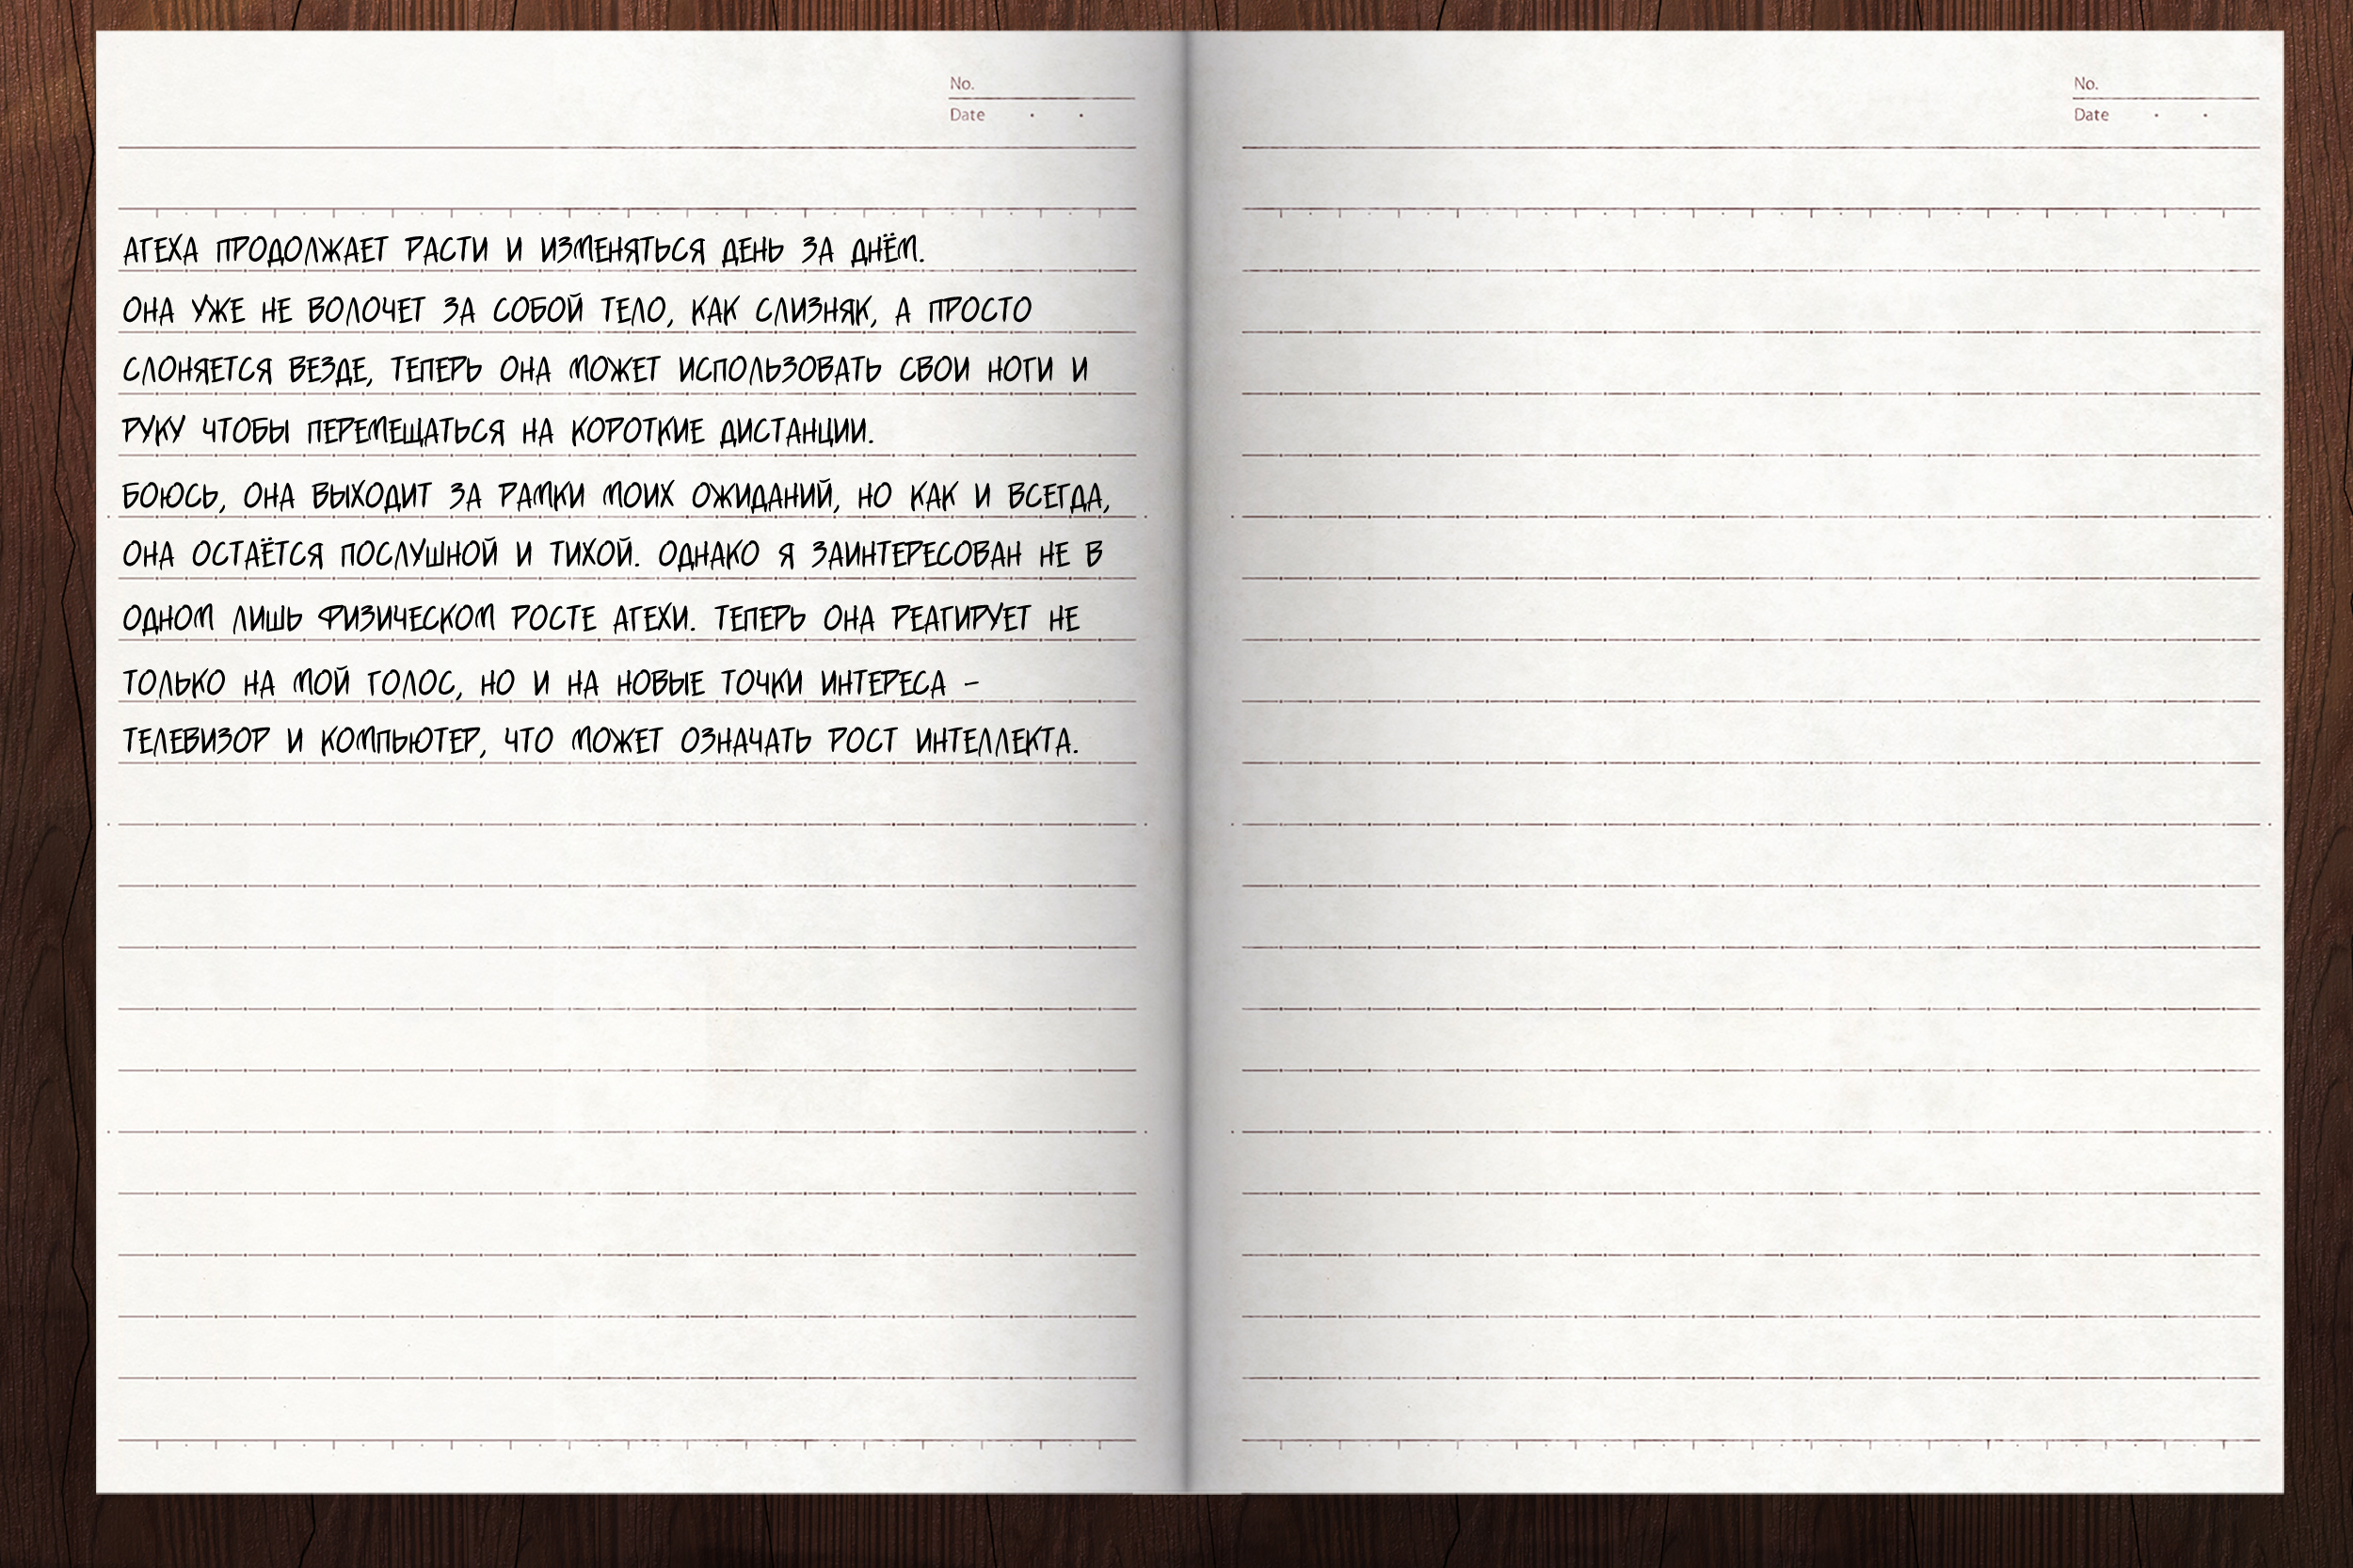 No.
Date . .
No.
Date . .
АГЕХА ПРОДОЛЖАЕТ РАСТИ И ИЗМЕНЯТЬСЯ ДЕНЬ ЗА ДНЁМ.
ОНА УЖЕ НЕ ВОЛОЧЕТ ЗА СОБОЙ ТЕЛО, КАК СЛИЗНЯК, А ПРОСТО
СЛОНЯЕТСЯ ВЕЗДЕ, ТЕПЕРЬ ОНА МОЖЕТ ИСПОЛЬЗОВАТЬ СВОИ НОГИ И
РУКУ ЧТОБЫ ПЕРЕМЕЩАТЬСЯ НА КОРОТКИЕ ДИСТАНЦИИ.
БОЮСЬ, ОНА ВЫХОДИТ ЗА РАМКИ МОИХ ОЖИДАНИЙ, НО КАК И ВСЕГДА,
ОНА ОСТАЁТСЯ ПОСЛУШНОЙ И ТИХОЙ. ОДНАКО Я ЗАИНТЕРЕСОВАН НЕ В
ОДНОМ ЛИШЬ ФИЗИЧЕСКОМ РОСТЕ АГЕХИ. ТЕПЕРЬ ОНА РЕАГИРУЕТ НЕ
ТОЛЬКО НА МОЙ ГОЛОС, НО И НА НОВЫЕ ТОЧКИ ИНТЕРЕСА -
ТЕЛЕВИЗОР И КОМПЬЮТЕР, ЧТО МОЖЕТ ОЗНАЧАТЬ РОСТ ИНТЕЛЛЕКТА.